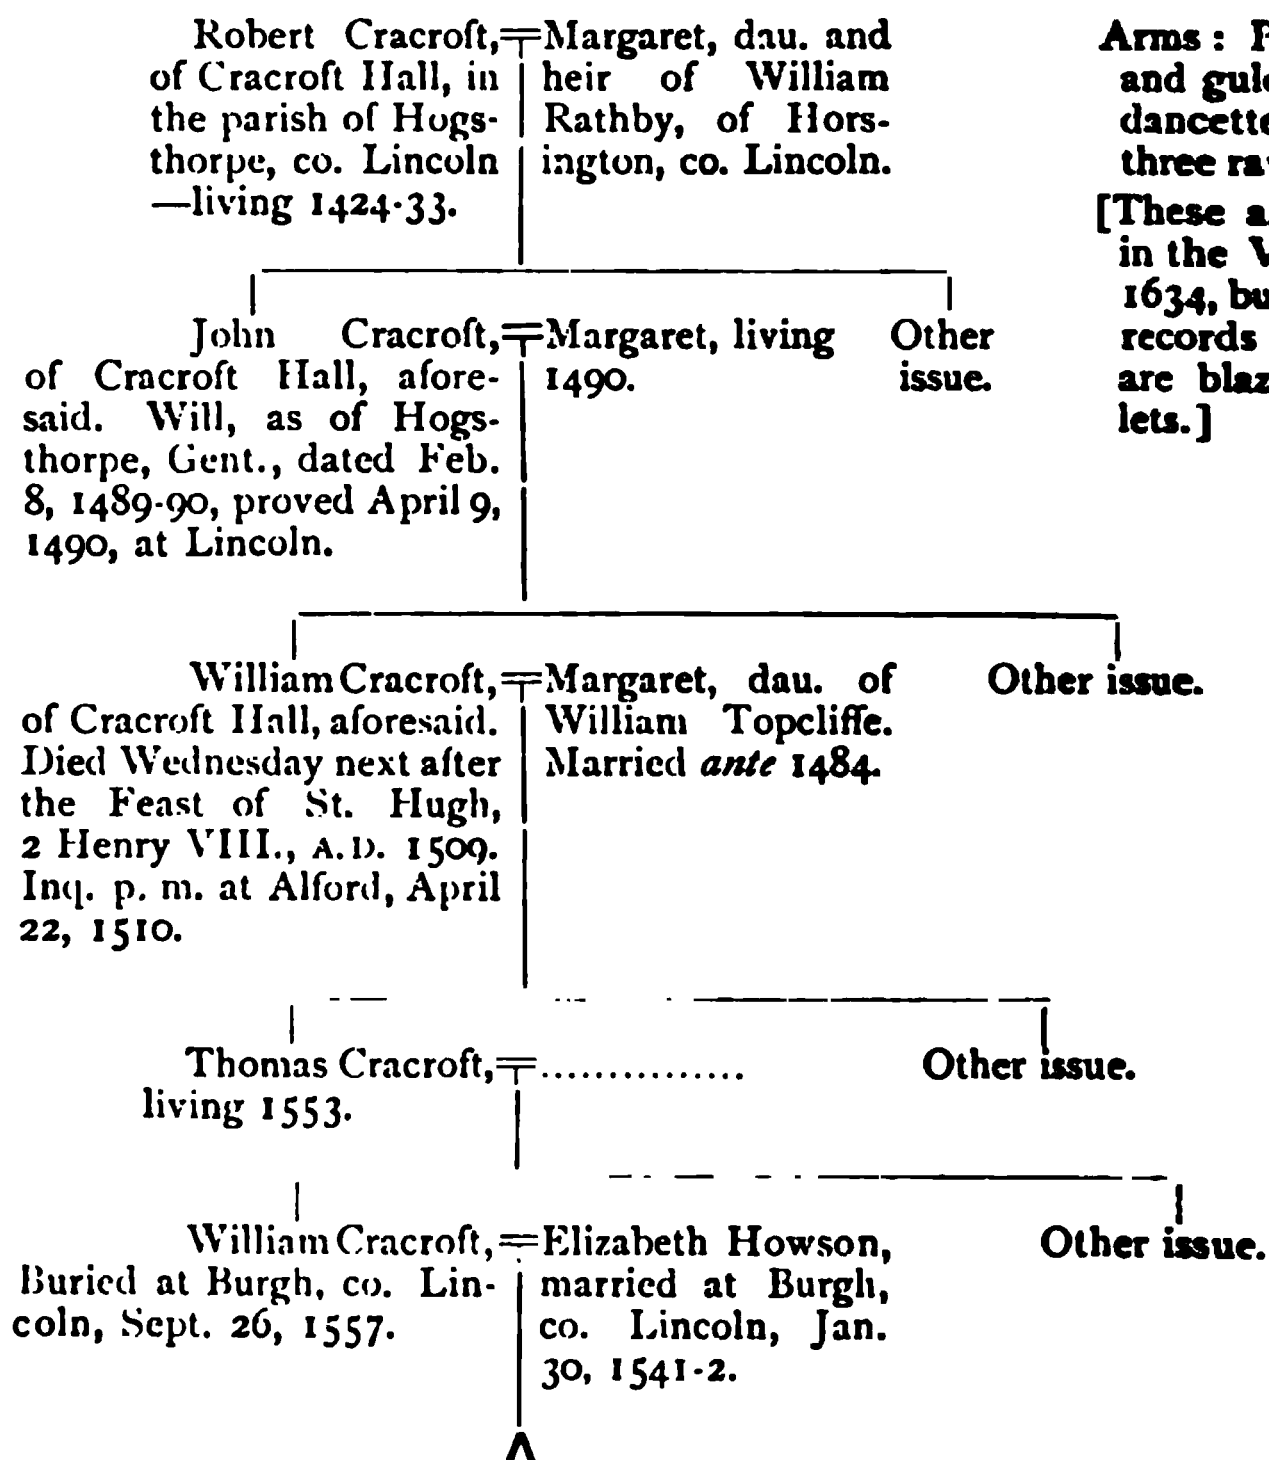 Robert Cracroft,
of Cracroft Hall, in
the parish of Hogs-
thorpe, co. Lincoln
—living 1424-33.
Margaret, dau. and
heir of William
Rathby, of Hors-
ington, co. Lincoln.
Arms:
and
dancette
three
[These
in the
1634,
records
are
lets.]
John Cracroft,
of Cracroft Hall, afore-
said. Will, as of Hogs-
thorpe, Gent., dated Feb.
8, 1489-90, proved April 9,
1490, at Lincoln.
Margaret, living
1490.
Other
issue.
William Cracroft,
of Cracroft Hall, aforesaid.
Died Wednesday next after
the Feast of St. Hugh,
2 Henry VIII., A.D. 1509.
Inq. p. m. at Alford, April
22, 1510.
Margaret, dau. of
William Topcliffe.
Married ante 1484.
Other issue.
Thomas Cracroft,
living 1553.
...............
Other issue.
William Cracroft,
Buried at Burgh, co. Lin-
coln, Sept. 26, 1557.
Elizabeth Howson,
married at Burgh,
co. Lincoln, Jan.
30, 1541-2.
Other issue.
A